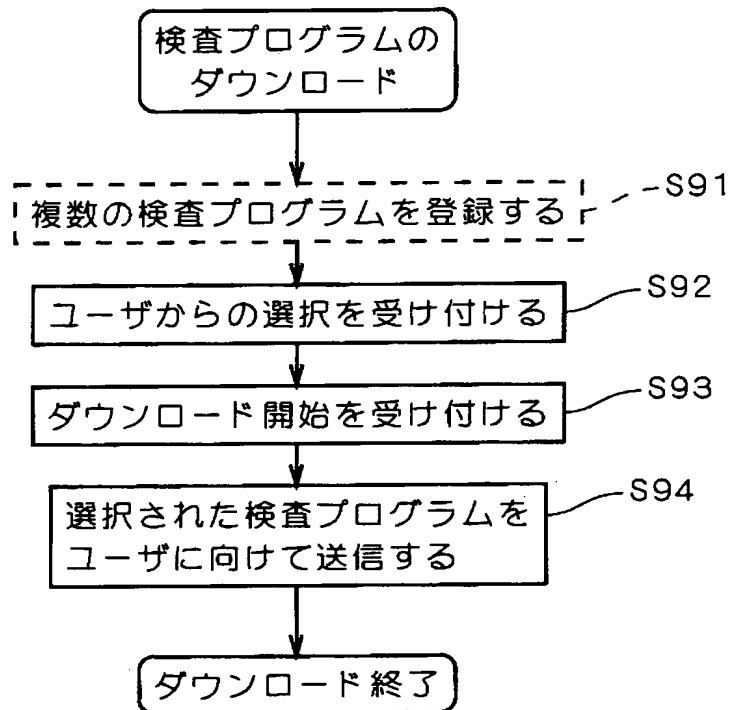 検査プログラムの
ダウンロード
複数の検査プログラムを登録する
S91
ユーザからの選択を受け付ける
S92
ダウンロード開始を受け付ける
S93
選択された検査プログラムを
ユーザに向けて送信する
S94
ダウンロード終了